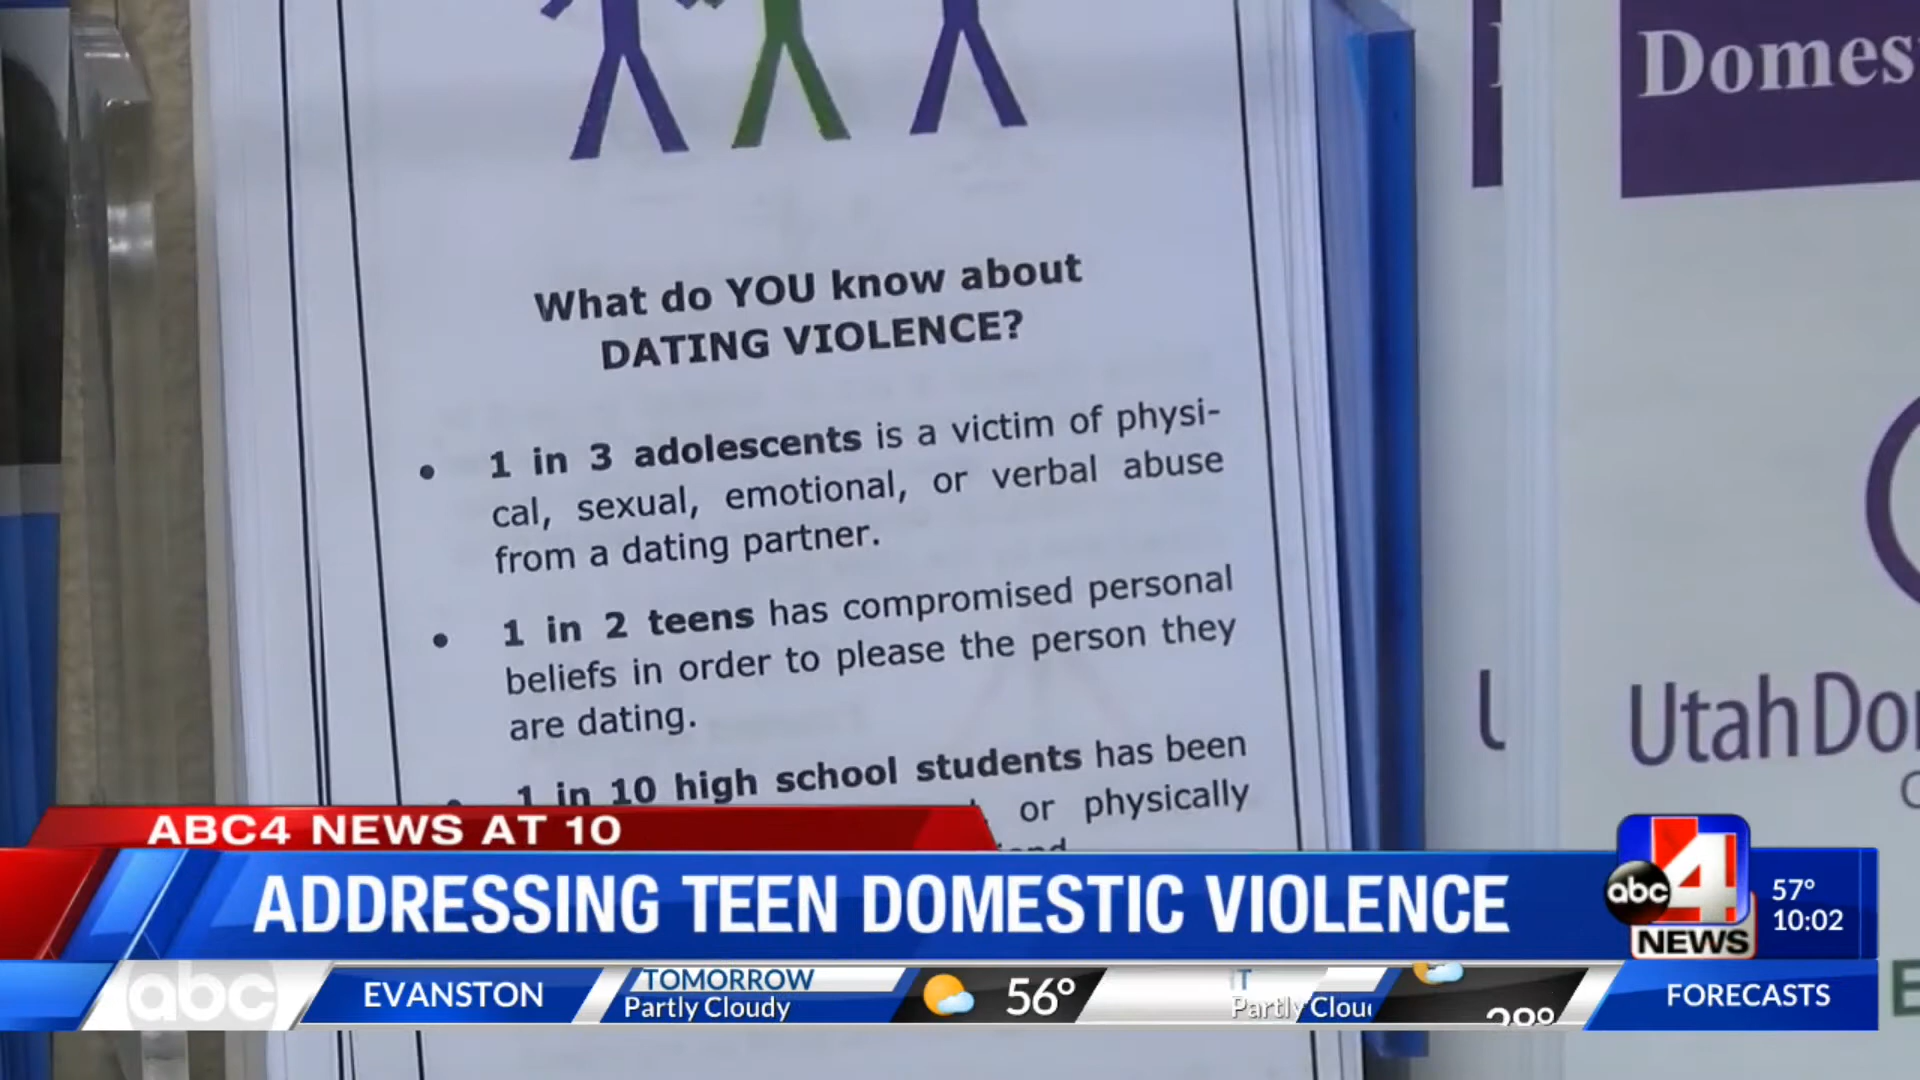 Domes
What do YOU know about
DATING VIOLENCE?
• 1 in 3 adolescents is a victim of physi-
cal, sexual, emotional, or verbal abuse
from a dating partner.
• 1 in 2 teens has compromised personal
beliefs in order to please the person they
are dating.
• 1 in 10 high school students has been
or physically
Utah Do
ABC4 NEWS AT 10
ADDRESSING TEEN DOMESTIC VIOLENCE
abc 4
NEWS
57°
10:02
abc
EVANSTON
TOMORROW
Partly Cloudy
56°
Partly Clou
FORECASTS